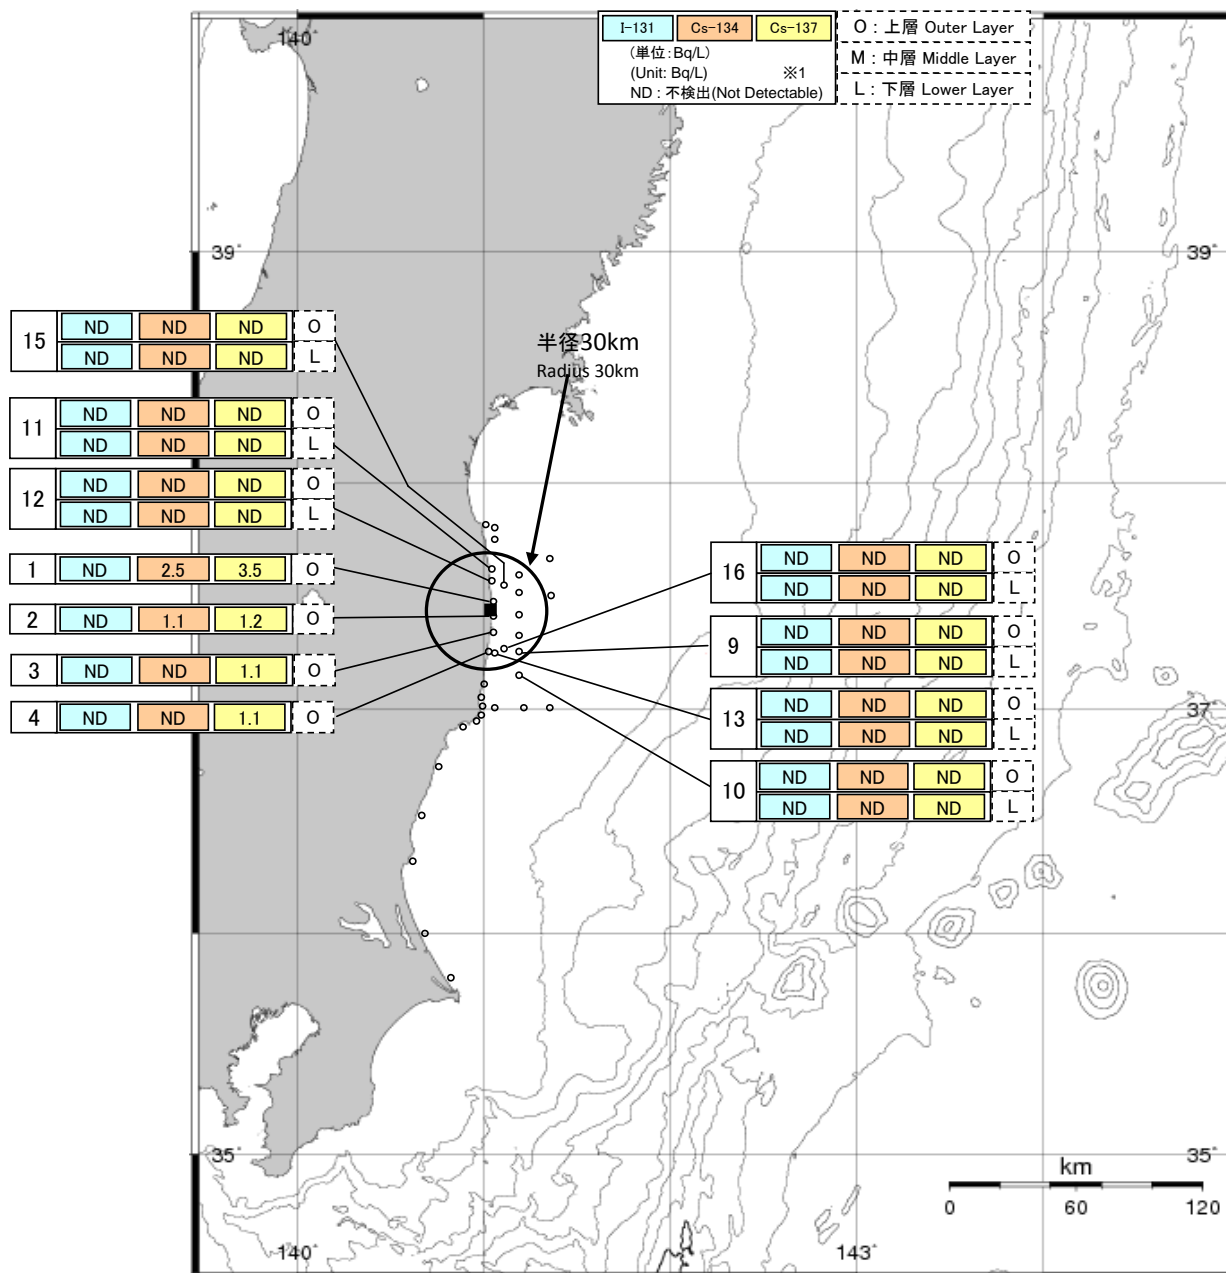 140°
I-131 Cs-134 Cs-137
(単位:Bq/L)
(Unit: Bq/L) ※1
ND : 不検出(Not Detectable)
O : 上層 Outer Layer
M : 中層 Middle Layer
L : 下層 Lower Layer
39° 39°
半径30km
Radius 30km
15
ND ND ND O
ND ND ND L
11
ND ND ND O
ND ND ND L
12
ND ND ND O
ND ND ND L
1 ND 2.5 3.5 O
2 ND 1.1 1.2 O
3 ND ND 1.1 O
4 ND ND 1.1 O
16
ND ND ND O
ND ND ND L
9
ND ND ND O
ND ND ND L
13
ND ND ND O
ND ND ND L
10
ND ND ND O
ND ND ND L
37°
35° 35°
km
0 60 120
140° 143°